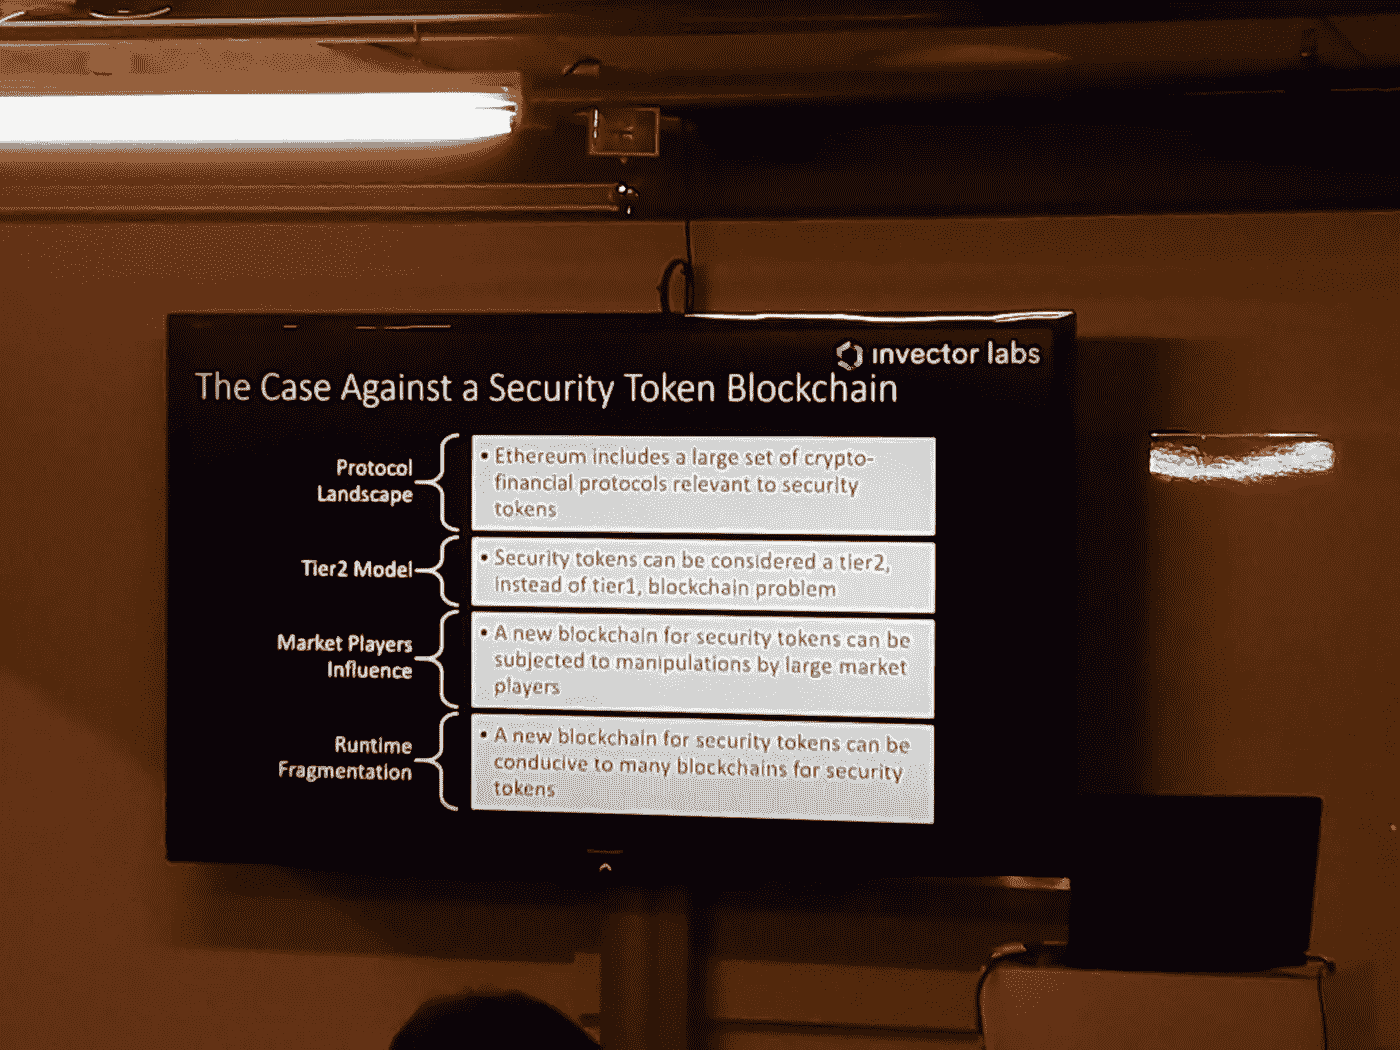 invector labs
The Case Against a Security Token Blockchain
Protocol
Landscape
• Ethereum includes a large set of crypto-
financial protocols relevant to security
tokens
Tier2 Model
• Security tokens can be considered a tier2,
instead of tier1, blockchain problem
Market Players
Influence
• A new blockchain for security tokens can be
subjected to manipulations by large market
players
Runtime
Fragmentation
• A new blockchain for security tokens can be
conducive to many blockchains for security
tokens